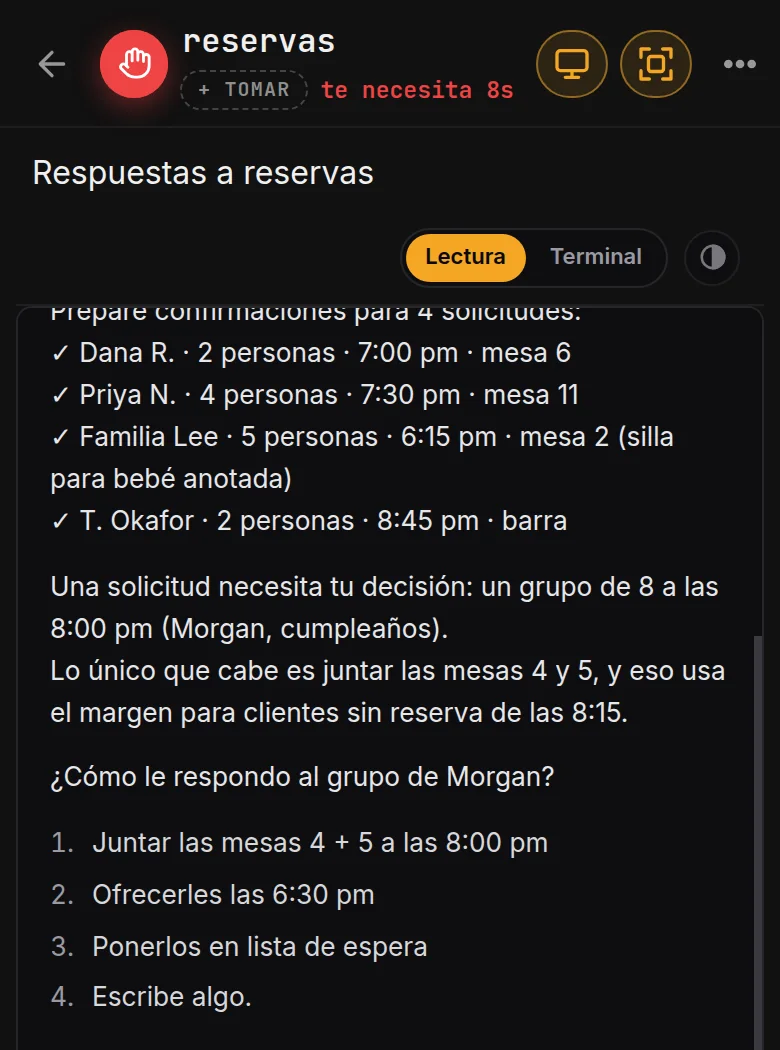 reservas
+ TOMAR te necesita 8s
Respuestas a reservas
Lectura Terminal
Preparé confirmaciones para 4 solicitudes:
✓ Dana R. · 2 personas · 7:00 pm · mesa 6
✓ Priya N. · 4 personas · 7:30 pm · mesa 11
✓ Familia Lee · 5 personas · 6:15 pm · mesa 2 (silla
para bebé anotada)
✓ T. Okafor · 2 personas · 8:45 pm · barra
Una solicitud necesita tu decisión: un grupo de 8 a las
8:00 pm (Morgan, cumpleaños).
Lo único que cabe es juntar las mesas 4 y 5, y eso usa
el margen para clientes sin reserva de las 8:15.
¿Cómo le respondo al grupo de Morgan?
1. Juntar las mesas 4 + 5 a las 8:00 pm
2. Ofrecerles las 6:30 pm
3. Ponerlos en lista de espera
4. Escribe algo.